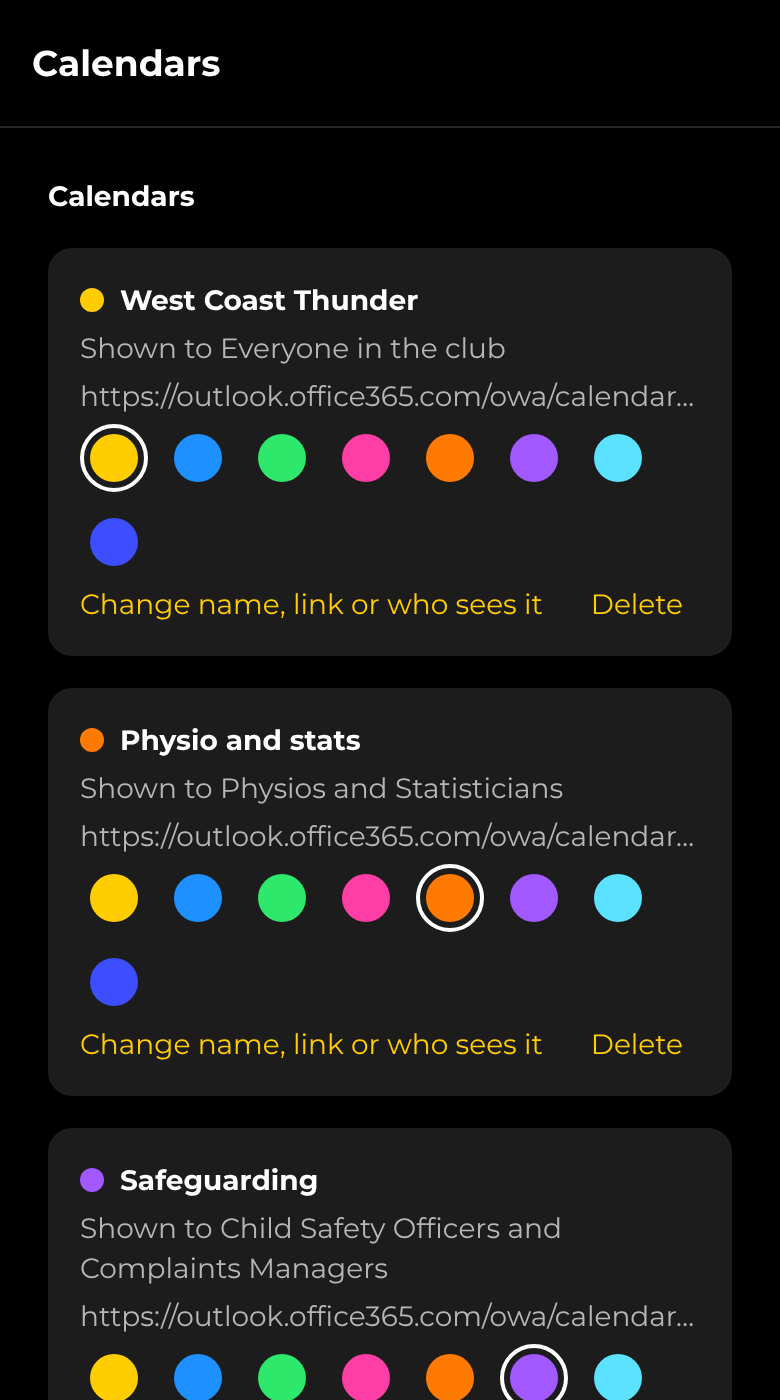 Calendars
Calendars
West Coast Thunder
Shown to Everyone in the club
https://outlook.office365.com/owa/calendar...
Change name, link or who sees it Delete
Physio and stats
Shown to Physios and Statisticians
https://outlook.office365.com/owa/calendar...
Change name, link or who sees it Delete
Safeguarding
Shown to Child Safety Officers and
Complaints Managers
https://outlook.office365.com/owa/calendar...